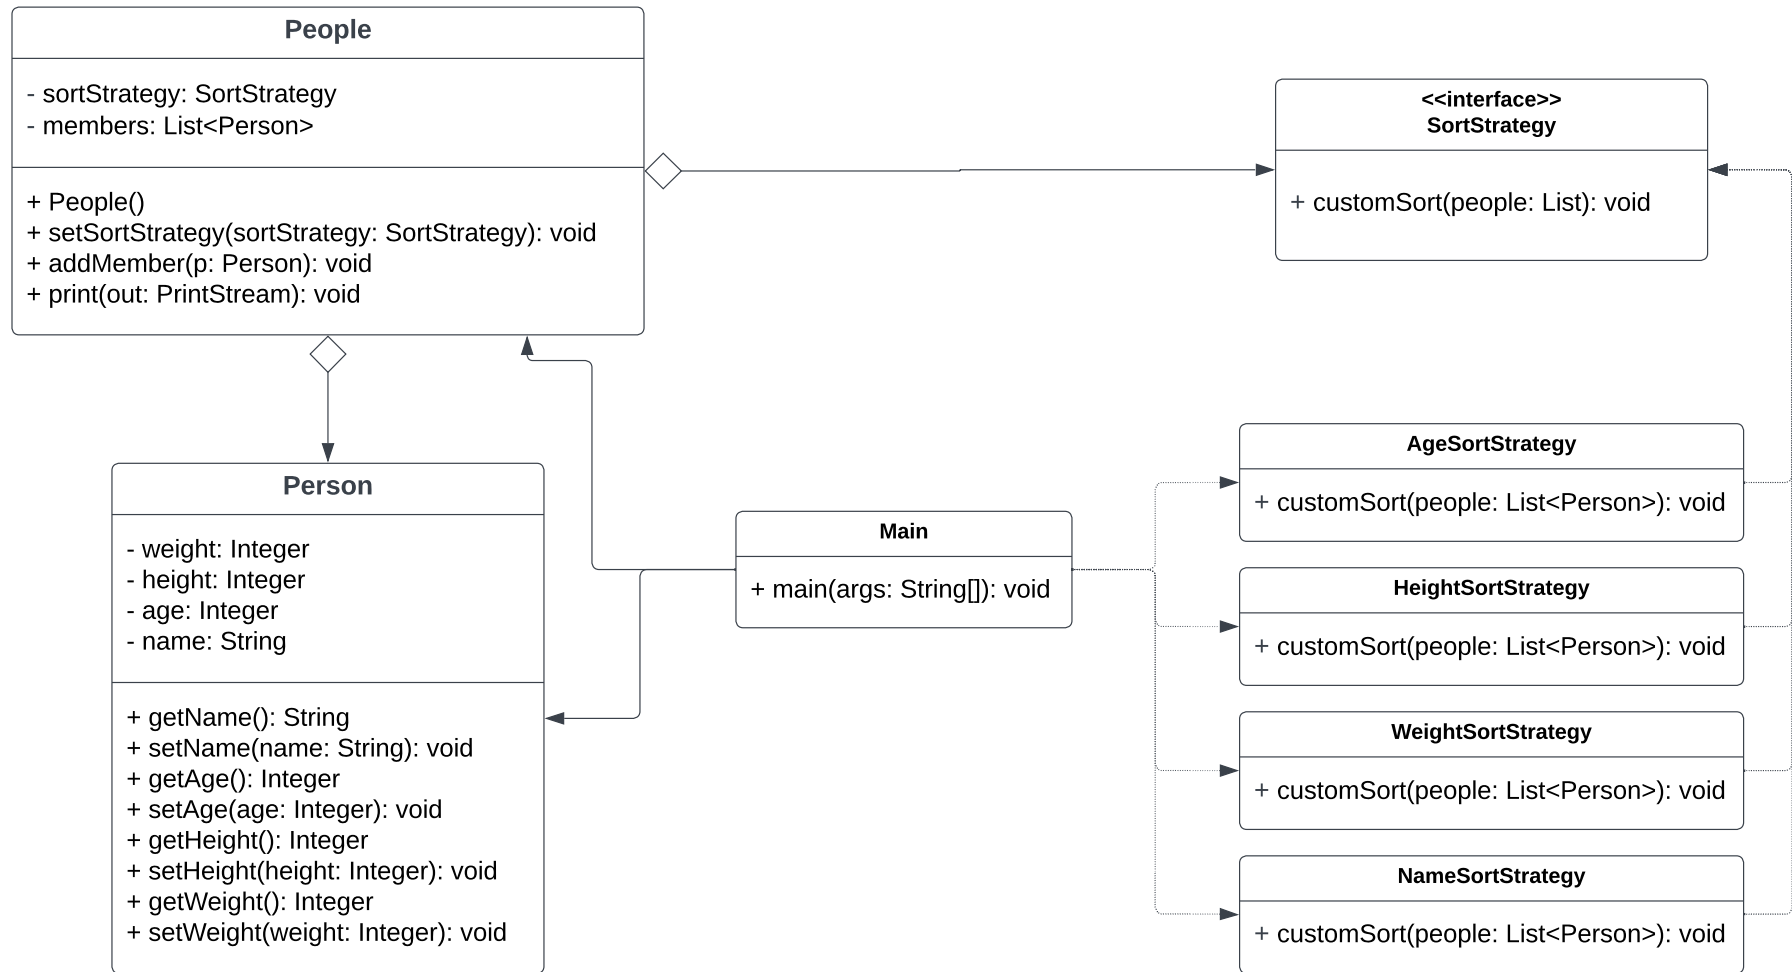 People
- sortStrategy: SortStrategy
- members: List<Person>
+ People()
+ setSortStrategy(sortStrategy: SortStrategy): void
+ addMember(p: Person): void
+ print(out: PrintStream): void
<<interface>>
SortStrategy
+ customSort(people: List): void
Person
- weight: Integer
- height: Integer
- age: Integer
- name: String
+ getName(): String
+ setName(name: String): void
+ getAge(): Integer
+ setAge(age: Integer): void
+ getHeight(): Integer
+ setHeight(height: Integer): void
+ getWeight(): Integer
+ setWeight(weight: Integer): void
Main
+ main(args: String[]): void
AgeSortStrategy
+ customSort(people: List<Person>): void
HeightSortStrategy
+ customSort(people: List<Person>): void
WeightSortStrategy
+ customSort(people: List<Person>): void
NameSortStrategy
+ customSort(people: List<Person>): void